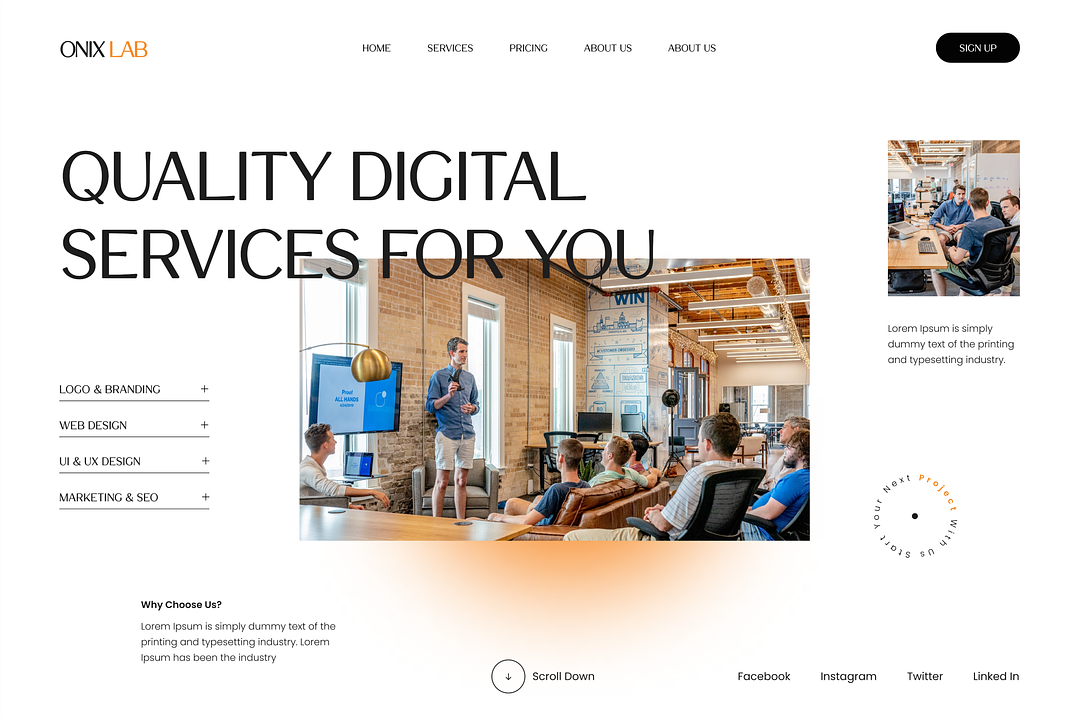 ONIX LAB
HOME
SERVICES
PRICING
ABOUT US
ABOUT US
SIGN UP
QUALITY DIGITAL
SERVICES FOR YOU
WIN
#CUSTOMER OBSESSED
Proof
ALL HANDS
Lorem Ipsum is simply
dummy text of the printing
and typesetting industry.
LOGO & BRANDING +
WEB DESIGN +
UI & UX DESIGN +
MARKETING & SEO +
Start Your Next Project With Us
Why Choose Us?
Lorem Ipsum is simply dummy text of the
printing and typesetting industry. Lorem
Ipsum has been the industry
Scroll Down
Facebook
Instagram
Twitter
Linked In